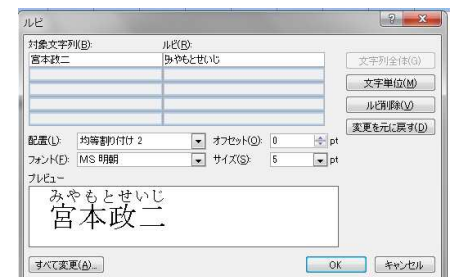 ルビ
対象文字列(B): ルビ(R):
宮本政二 みやもとせいじ
文字列全体(G)
文字単位(M)
ルビ削除(V)
変更を元に戻す(D)
配置(L): 均等割り付け 2 オフセット(O): 0 pt
フォント(F): MS 明朝 サイズ(S): 5 pt
プレビュー
みやもとせいじ
宮本政二
すべて変更(A)... OK キャンセル